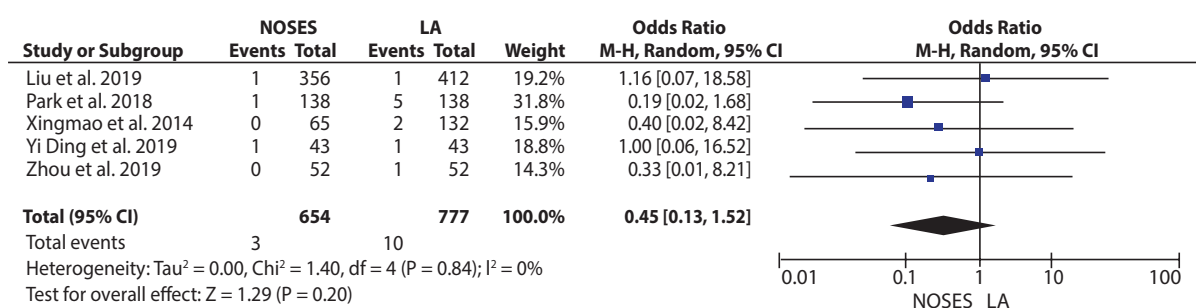 NOSES LA Odds Ratio Odds Ratio
Study or Subgroup Events Total Events Total Weight M-H, Random, 95% CI M-H, Random, 95% CI
Liu et al. 2019 1 356 1 412 19.2% 1.16 [0.07, 18.58]
Park et al. 2018 1 138 5 138 31.8% 0.19 [0.02, 1.68]
Xingmao et al. 2014 0 65 2 132 15.9% 0.40 [0.02, 8.42]
Yi Ding et al. 2019 1 43 1 43 18.8% 1.00 [0.06, 16.52]
Zhou et al. 2019 0 52 1 52 14.3% 0.33 [0.01, 8.21]
Total (95% CI) 654 777 100.0% 0.45 [0.13, 1.52]
Total events 3 10
Heterogeneity: Tau² = 0.00, Chi² = 1.40, df = 4 (P = 0.84); I² = 0%
Test for overall effect: Z = 1.29 (P = 0.20)
0.01 0.1 1 10 100
NOSES LA